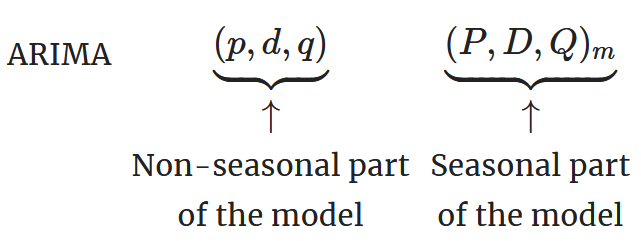 ARIMA (p, d, q) (P, D, Q)ₘ
↑ ↑
Non-seasonal part Seasonal part
of the model of the model